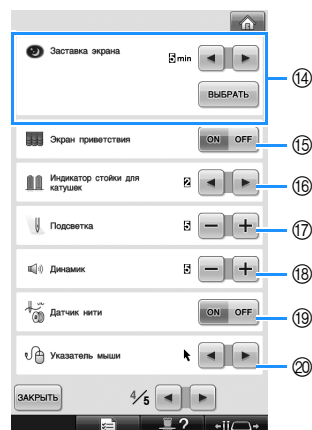 Заставка экрана
5 min
ВЫБРАТЬ
14
Экран приветствия
ON OFF
15
Индикатор стойки для
катушек
2
16
Подсветка
5 − +
17
Динамик
5 − +
18
Датчик нити
ON OFF
19
Указатель мыши
20
ЗАКРЫТЬ
4/5
?